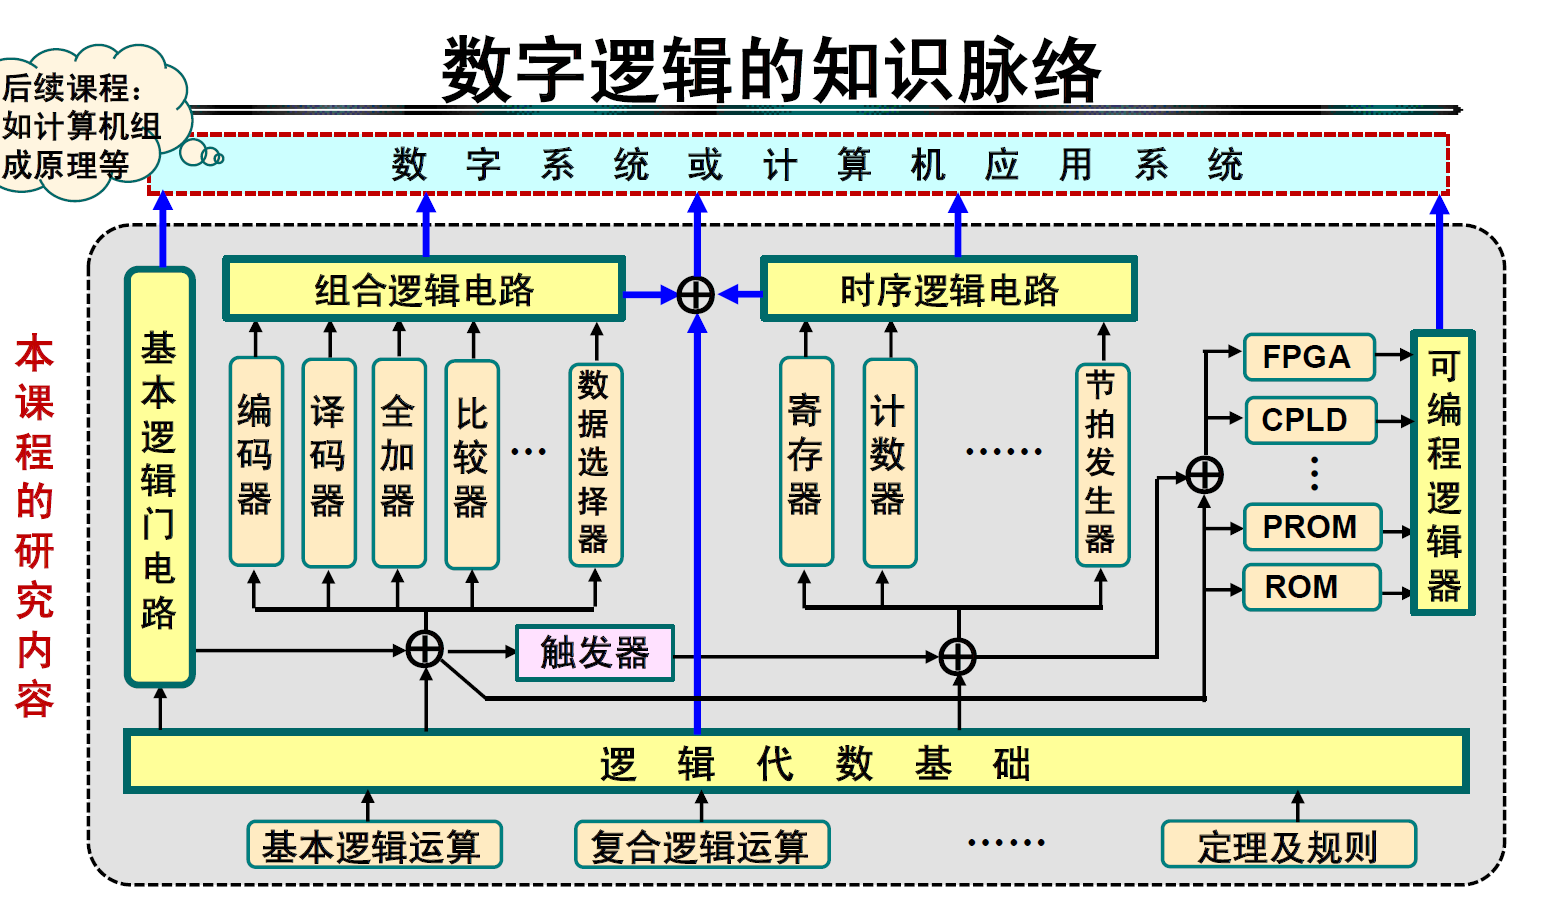 数字逻辑的知识脉络
后续课程：
如计算机组
成原理等
数字系统或计算机应用系统
本课程的研究内容
基本逻辑门电路
组合逻辑电路
时序逻辑电路
编码器
译码器
全加器
比较器
…
数据选择器
寄存器
计数器
……
节拍发生器
FPGA
CPLD
⋮
PROM
ROM
可编程逻辑器
触发器
逻辑代数基础
基本逻辑运算
复合逻辑运算
……
定理及规则